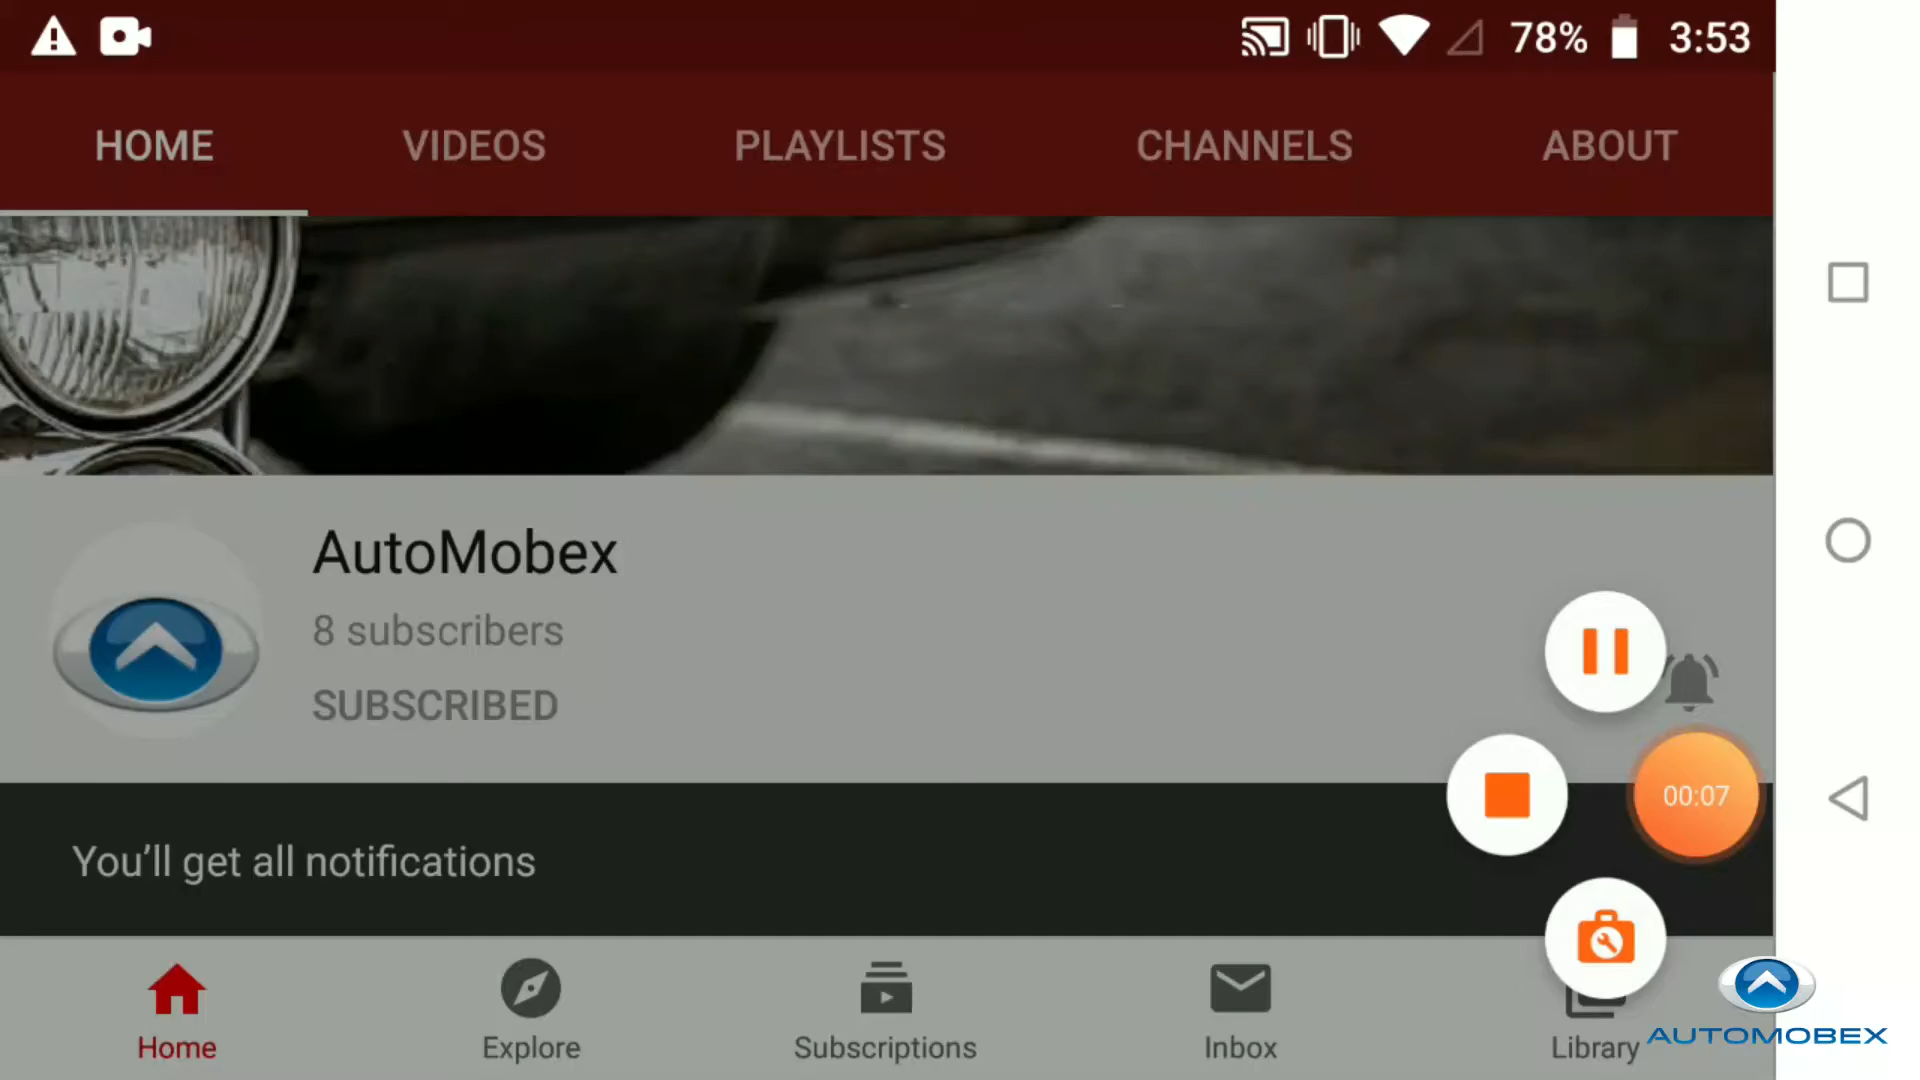 78% 3:53
HOME VIDEOS PLAYLISTS CHANNELS ABOUT
AutoMobex
8 subscribers
SUBSCRIBED
00:07
You’ll get all notifications
Home Explore Subscriptions Inbox Library
AUTOMOBEX